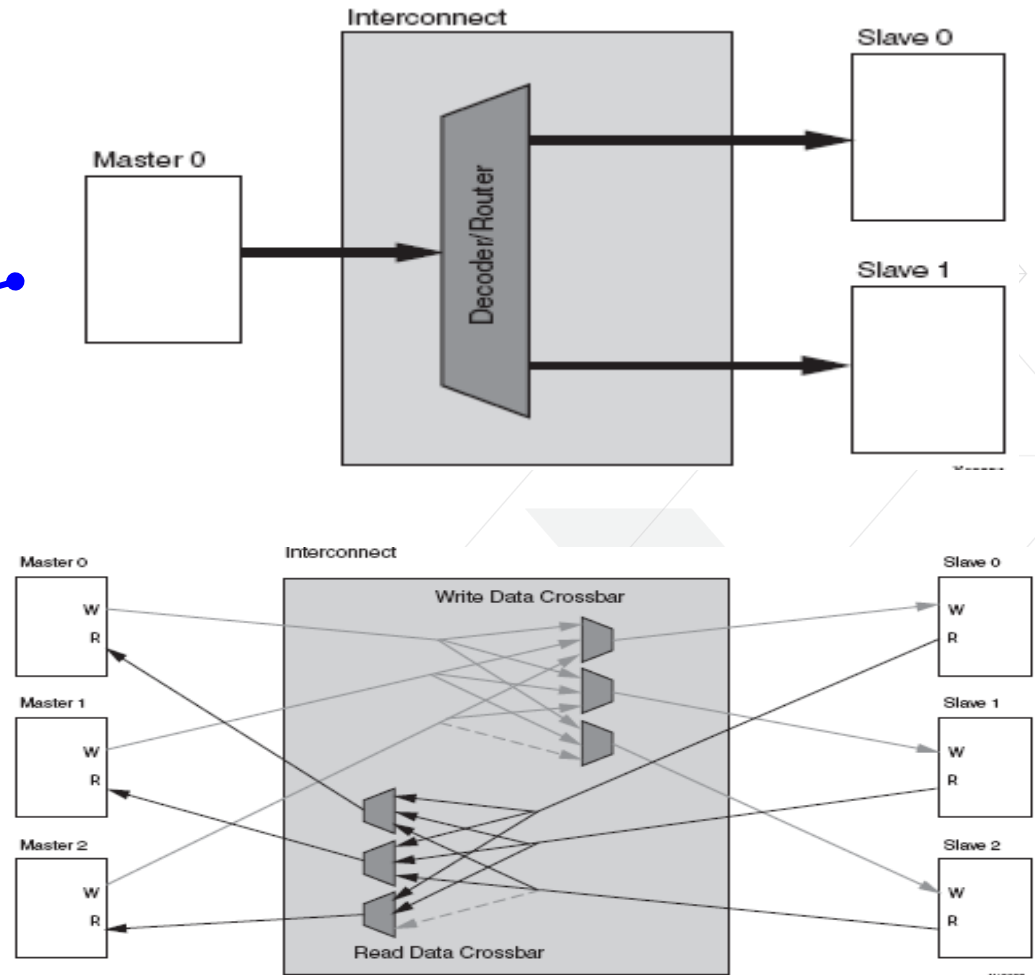 Interconnect
Slave 0
Master 0
Decoder/Router
Slave 1
Interconnect
Master 0
Slave 0
Write Data Crossbar
W
R
W
R
Master 1
Slave 1
W
R
W
R
Master 2
Slave 2
W
R
W
R
Read Data Crossbar